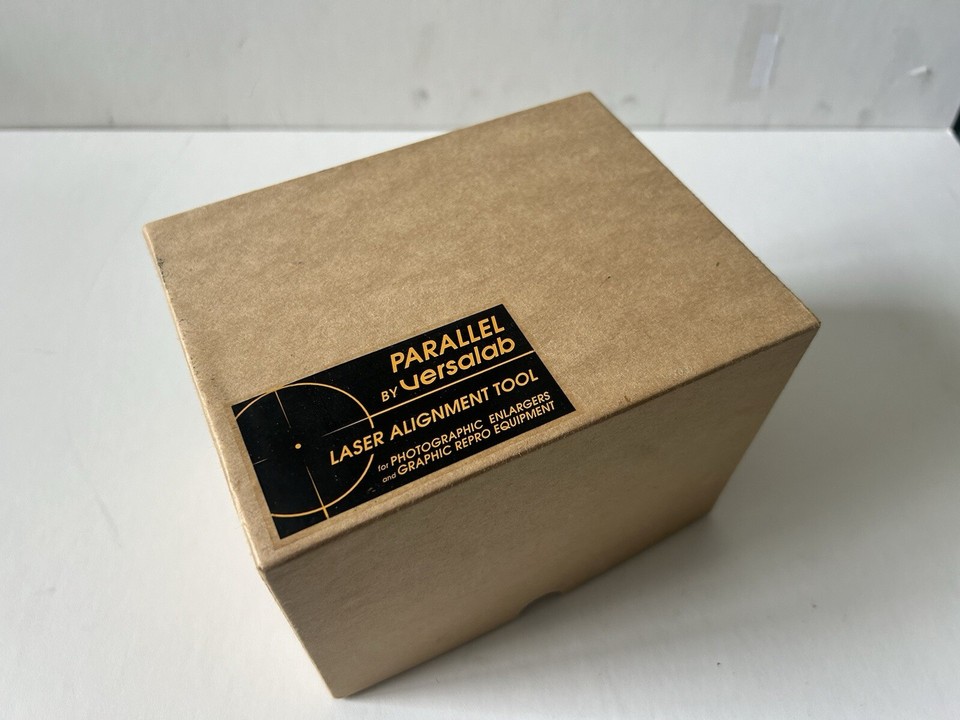 PARALLEL
BY versalab
LASER ALIGNMENT TOOL
for PHOTOGRAPHIC ENLARGERS
and GRAPHIC REPRO EQUIPMENT